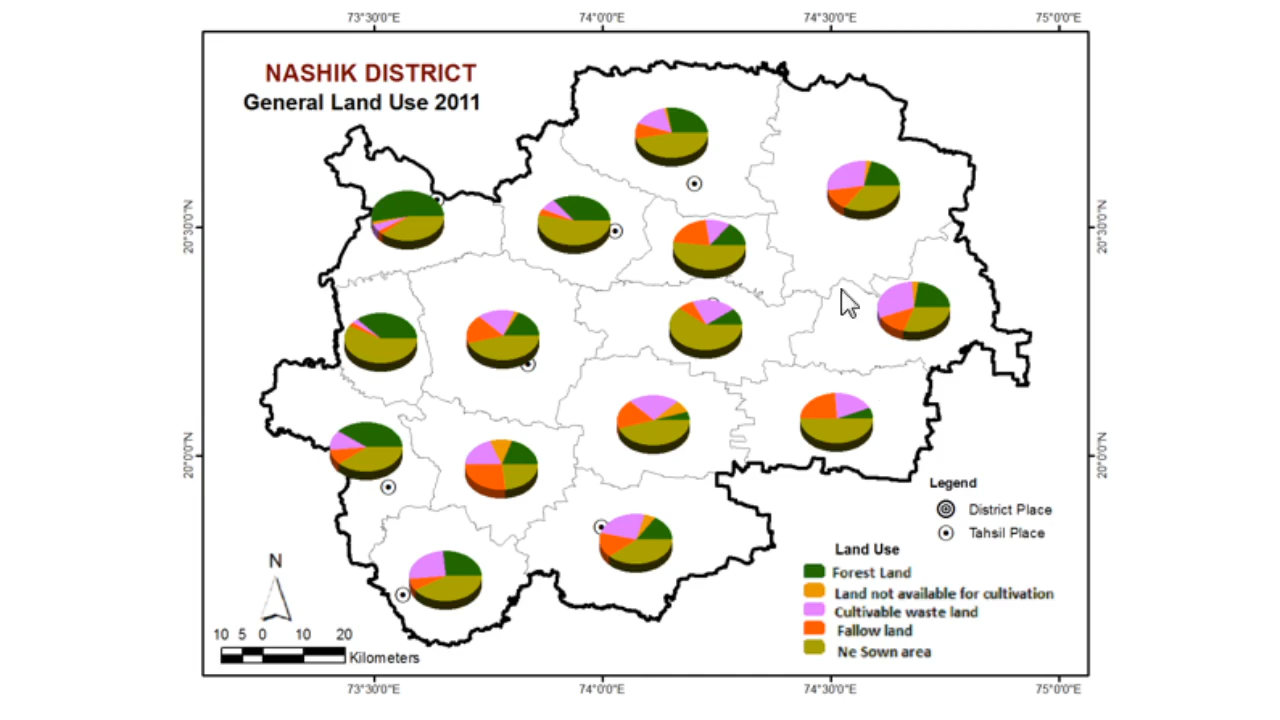 73°30'0"E 74°0'0"E 74°30'0"E 75°0'0"E
NASHIK DISTRICT
General Land Use 2011
20°30'0"N 20°30'0"N
20°0'0"N 20°0'0"N
Legend
District Place
Tahsil Place
Land Use
Forest Land
Land not available for cultivation
Cultivable waste land
Fallow land
Ne Sown area
N
10 5 0 10 20
Kilometers
73°30'0"E 74°0'0"E 74°30'0"E 75°0'0"E